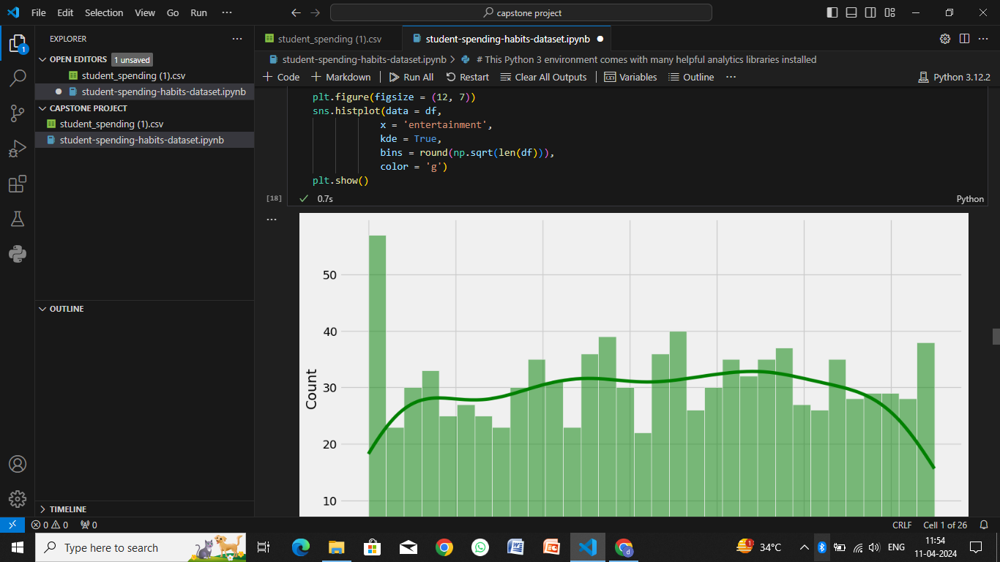 File Edit Selection View Go Run ···
capstone project
EXPLORER ···
OPEN EDITORS 1 unsaved
student_spending (1).csv
student-spending-habits-dataset.ipynb
CAPSTONE PROJECT
student_spending (1).csv
student-spending-habits-dataset.ipynb
OUTLINE
TIMELINE
1
student_spending (1).csv student-spending-habits-dataset.ipynb
student-spending-habits-dataset.ipynb > # This Python 3 environment comes with many helpful analytics libraries installed
+ Code + Markdown Run All Restart Clear All Outputs Variables Outline ··· Python 3.12.2
plt.figure(figsize = (12, 7))
sns.histplot(data = df,
x = 'entertainment',
kde = True,
bins = round(np.sqrt(len(df))),
color = 'g')
plt.show()
[18] 0.7s Python
···
50
40
30
20
10
Count
0 0 0 CRLF Cell 1 of 26
Type here to search 1 34°C ENG 11:54
11-04-2024